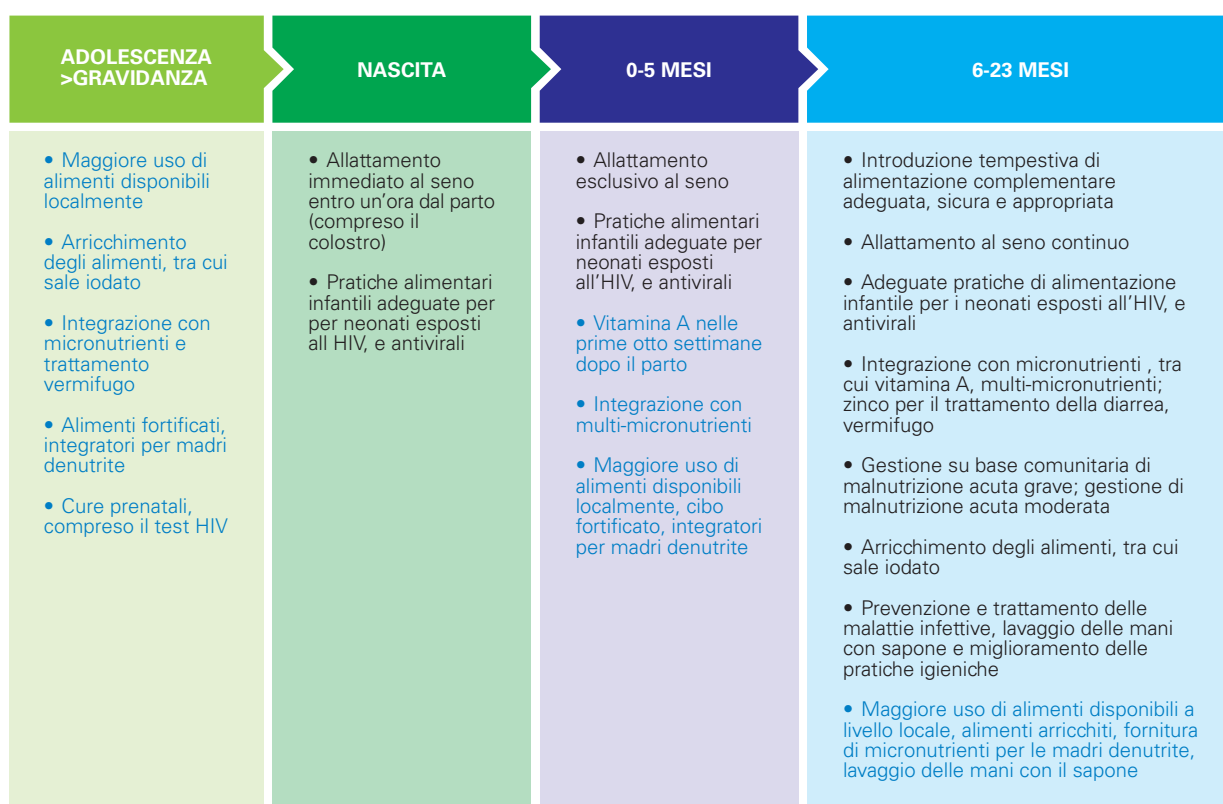 ADOLESCENZA
>GRAVIDANZA
NASCITA
0-5 MESI
6-23 MESI
• Maggiore uso di
alimenti disponibili
localmente
• Arricchimento
degli alimenti, tra cui
sale iodato
• Integrazione con
micronutrienti e
trattamento
vermifugo
• Alimenti fortificati,
integratori per madri
denutrite
• Cure prenatali,
compreso il test HIV
• Allattamento
immediato al seno
entro un’ora dal parto
(compreso il
colostro)
• Pratiche alimentari
infantili adeguate per
per neonati esposti
all HIV, e antivirali
• Allattamento
esclusivo al seno
• Pratiche alimentari
infantili adeguate per
neonati esposti
all’HIV, e antivirali
• Vitamina A nelle
prime otto settimane
dopo il parto
• Integrazione con
multi-micronutrienti
• Maggiore uso di
alimenti disponibili
localmente, cibo
fortificato, integratori
per madri denutrite
• Introduzione tempestiva di
alimentazione complementare
adeguata, sicura e appropriata
• Allattamento al seno continuo
• Adeguate pratiche di alimentazione
infantile per i neonati esposti all’HIV, e
antivirali
• Integrazione con micronutrienti , tra
cui vitamina A, multi-micronutrienti;
zinco per il trattamento della diarrea,
vermifugo
• Gestione su base comunitaria di
malnutrizione acuta grave; gestione di
malnutrizione acuta moderata
• Arricchimento degli alimenti, tra cui
sale iodato
• Prevenzione e trattamento delle
malattie infettive, lavaggio delle mani
con sapone e miglioramento delle
pratiche igieniche
• Maggiore uso di alimenti disponibili a
livello locale, alimenti arricchiti, fornitura
di micronutrienti per le madri denutrite,
lavaggio delle mani con il sapone